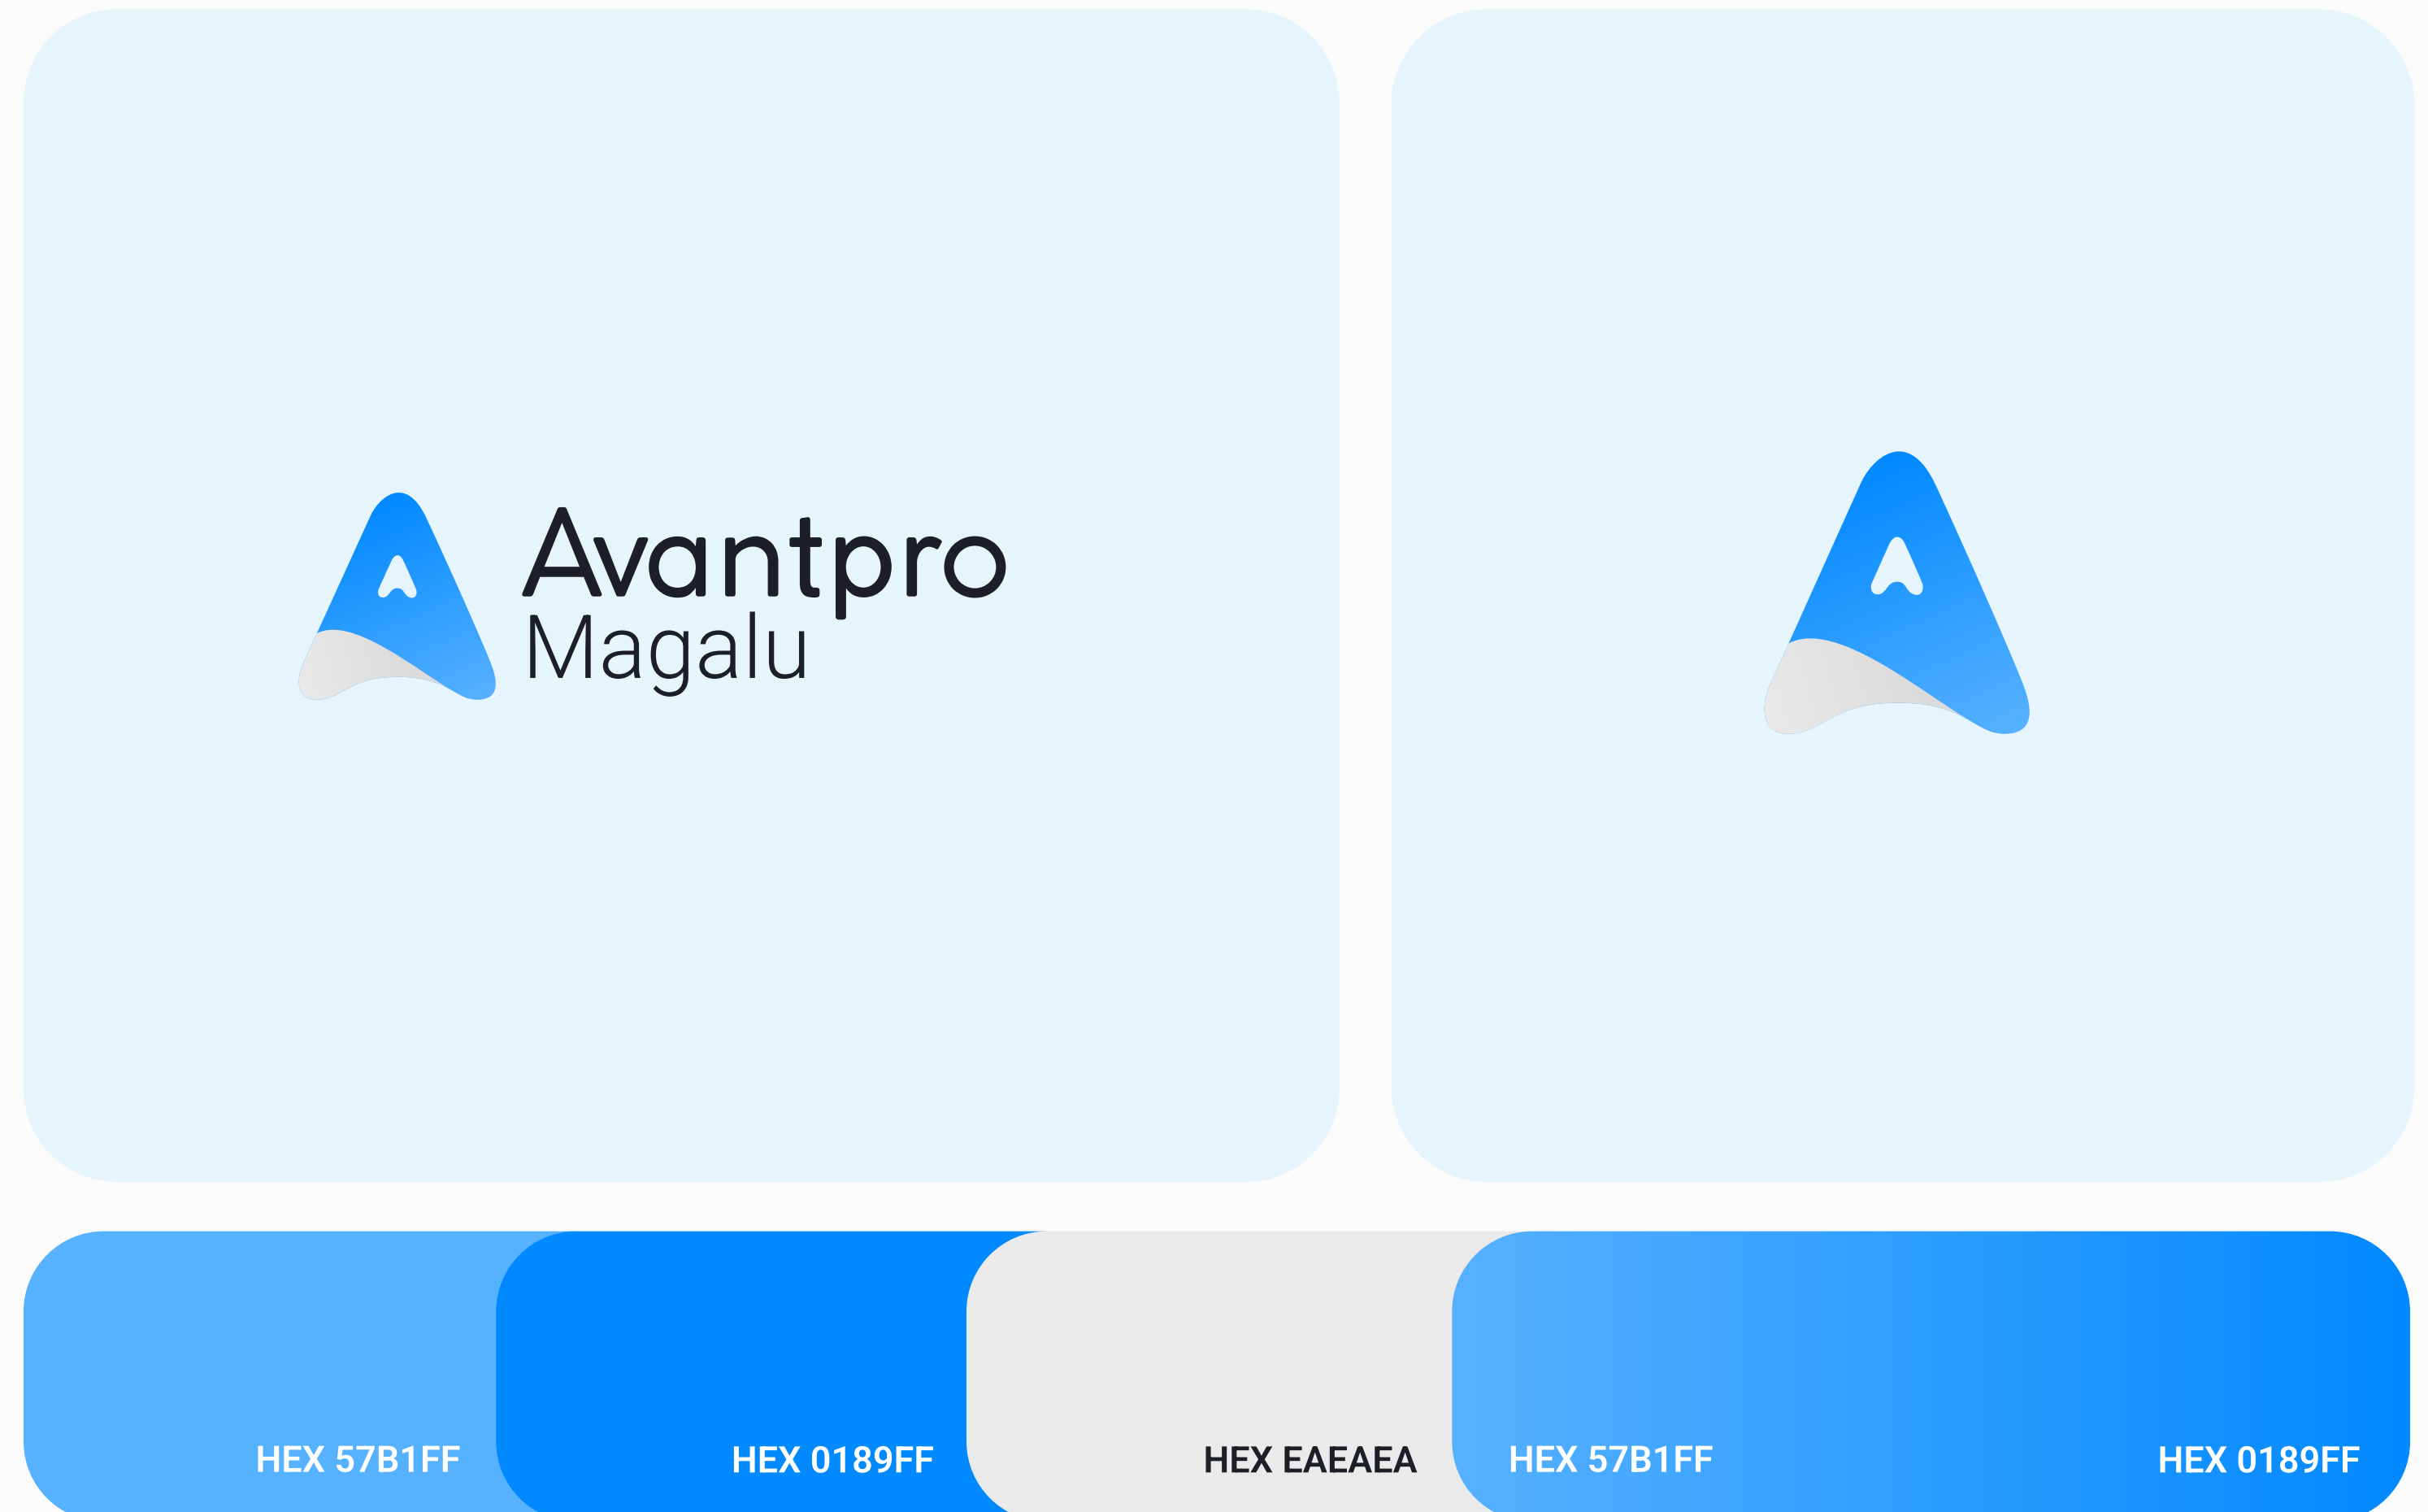 Avantpro
Magalu
HEX 57B1FF
HEX 0189FF
HEX EAEAEA
HEX 57B1FF
HEX 0189FF